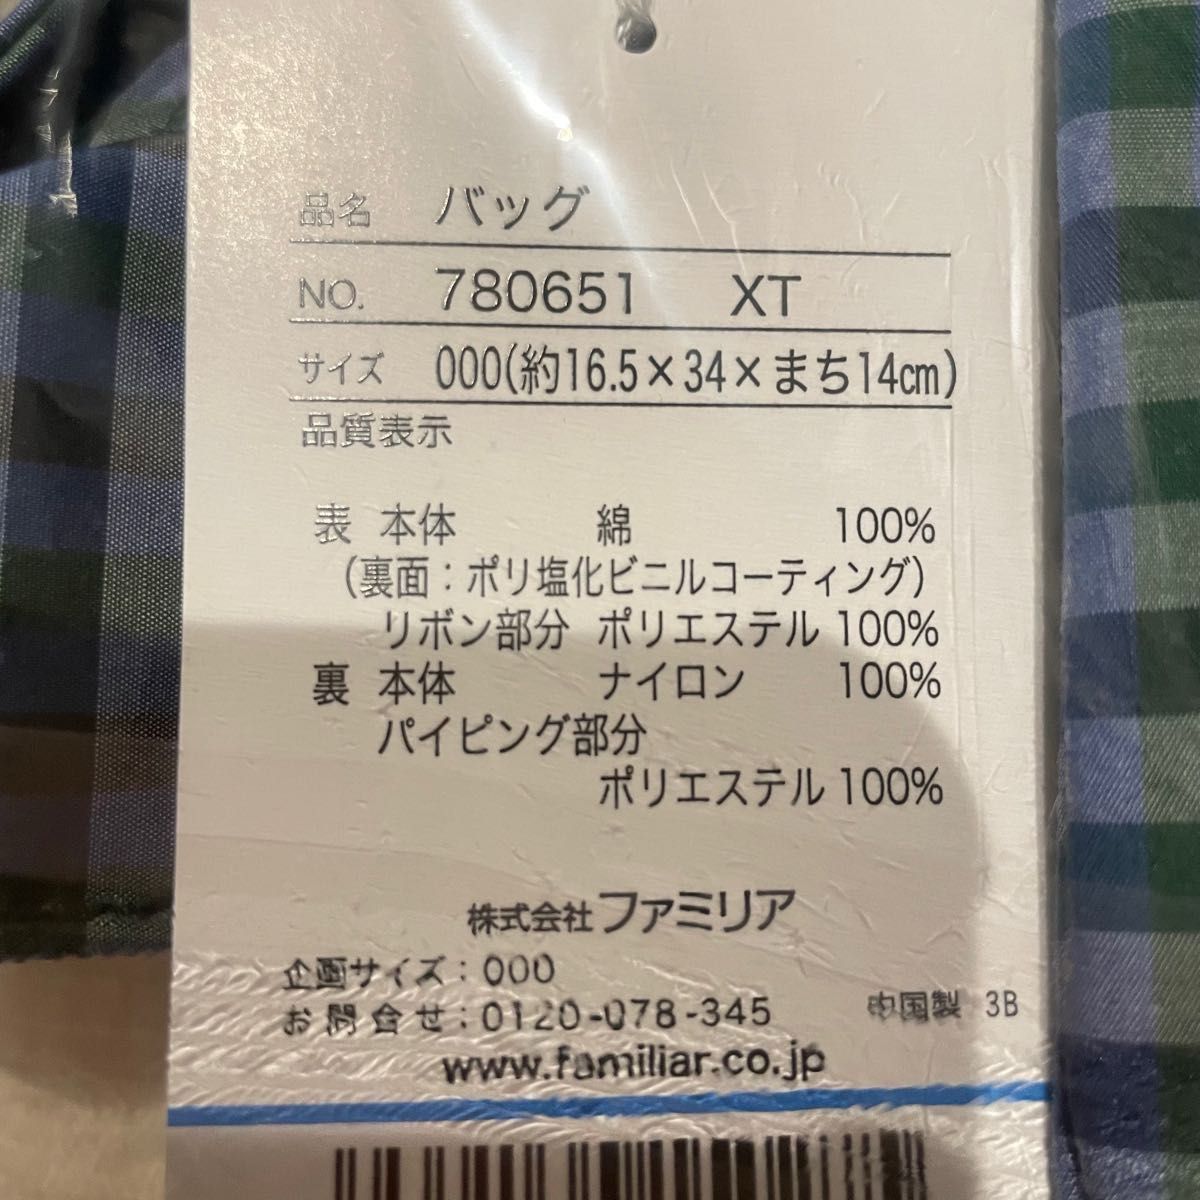 品名 バッグ
NO. 780651 XT
サイズ 000(約16.5×34×まち14cm)
品質表示
表 本体 綿 100%
(裏面:ポリ塩化ビニルコーティング)
リボン部分 ポリエステル 100%
裏 本体 ナイロン 100%
パイピング部分
ポリエステル 100%
株式会社 ファミリア
企画サイズ:000
お問合せ:0120-078-345 中国製 3B
www.familiar.co.jp